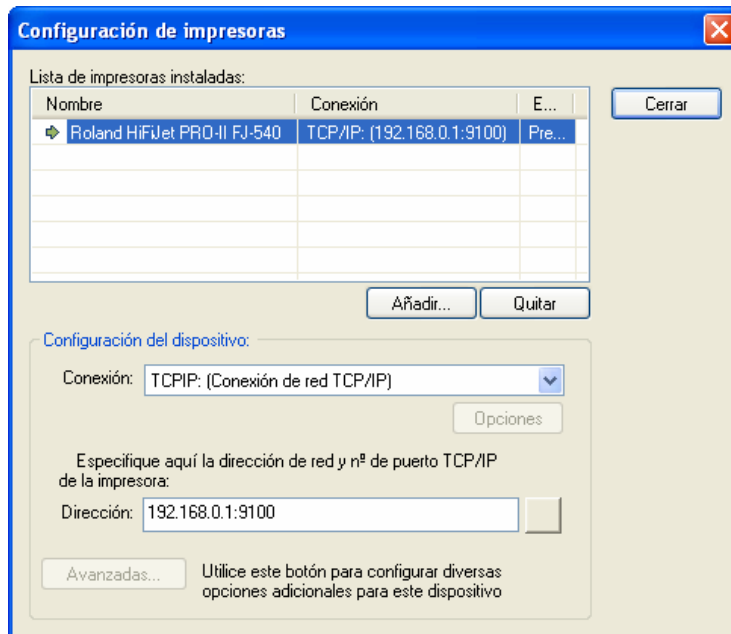 Configuración de impresoras
Lista de impresoras instaladas:
Nombre Conexión E...
Cerrar
Roland HiFiJet PRO-II FJ-540 TCP/IP: (192.168.0.1:9100) Pre...
Añadir... Quitar
Configuración del dispositivo:
Conexión: TCPIP: (Conexión de red TCP/IP)
Opciones
Especifique aquí la dirección de red y nº de puerto TCP/IP
de la impresora:
Dirección: 192.168.0.1:9100
Avanzadas... Utilice este botón para configurar diversas
opciones adicionales para este dispositivo